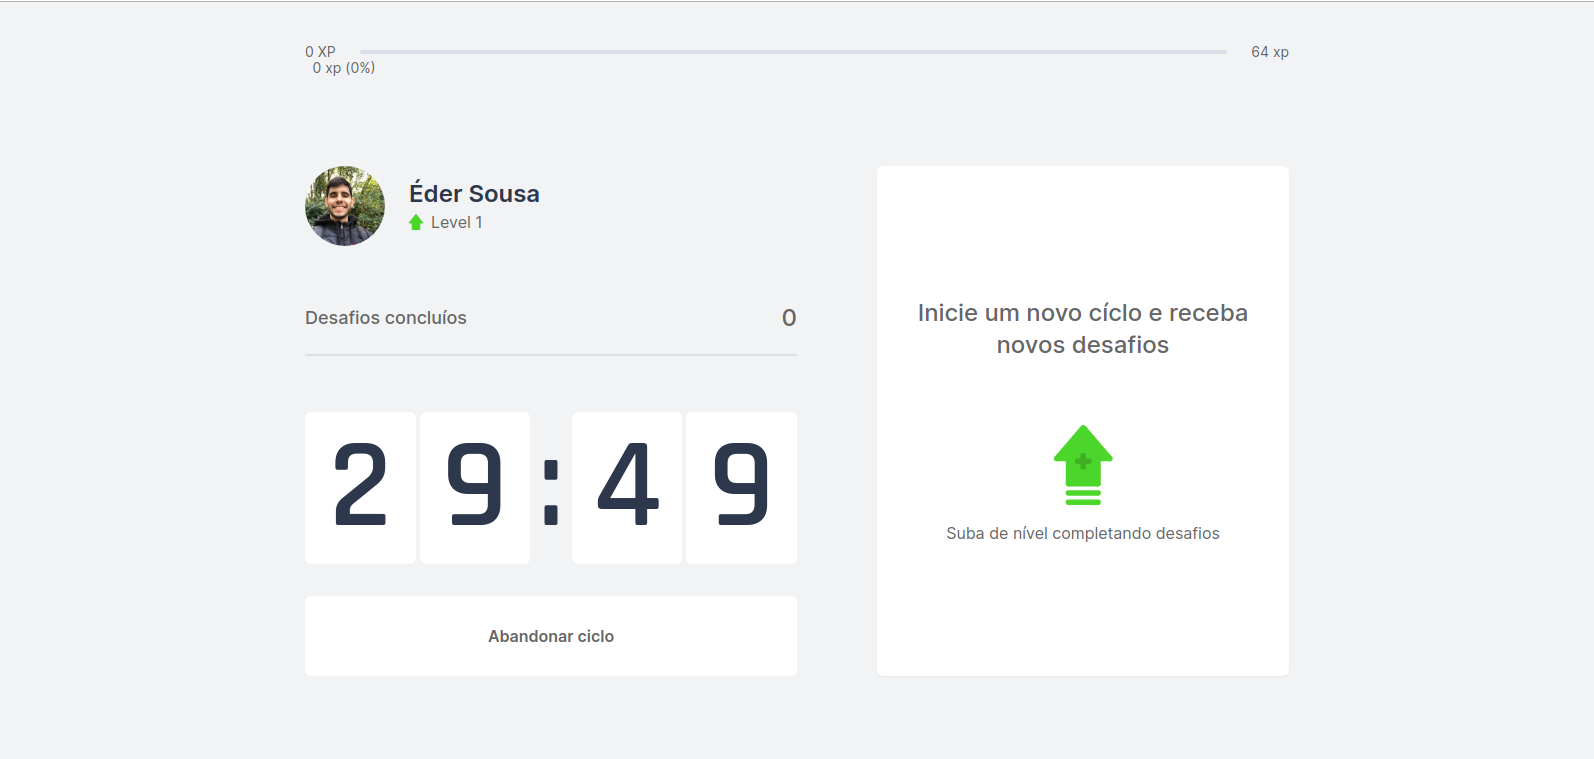 0 XP
64 xp
0 xp (0%)
Éder Sousa
Level 1
Desafios concluíos
0
29:49
Abandonar ciclo
Inicie um novo cíclo e receba
novos desafios
Suba de nível completando desafios